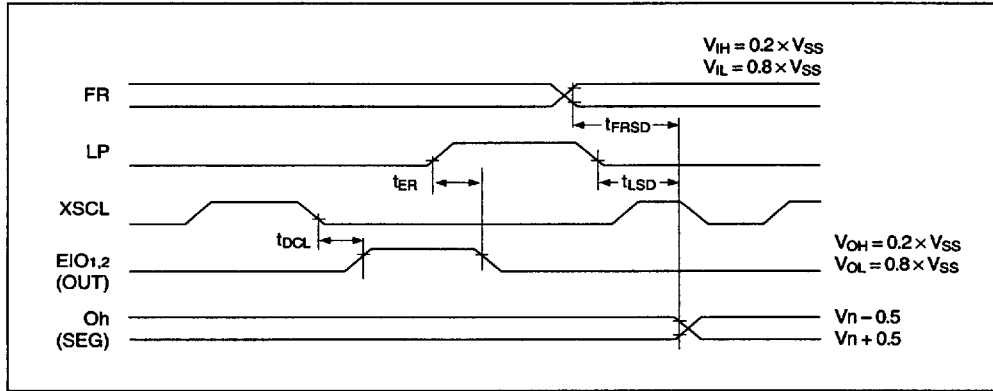 VIH = 0.2 × VSS
VIL = 0.8 × VSS
FR
tFRSD
LP
tER
tLSD
XSCL
tDCL
EIO1,2
(OUT)
VOH = 0.2 × VSS
VOL = 0.8 × VSS
Oh
(SEG)
Vn – 0.5
Vn + 0.5